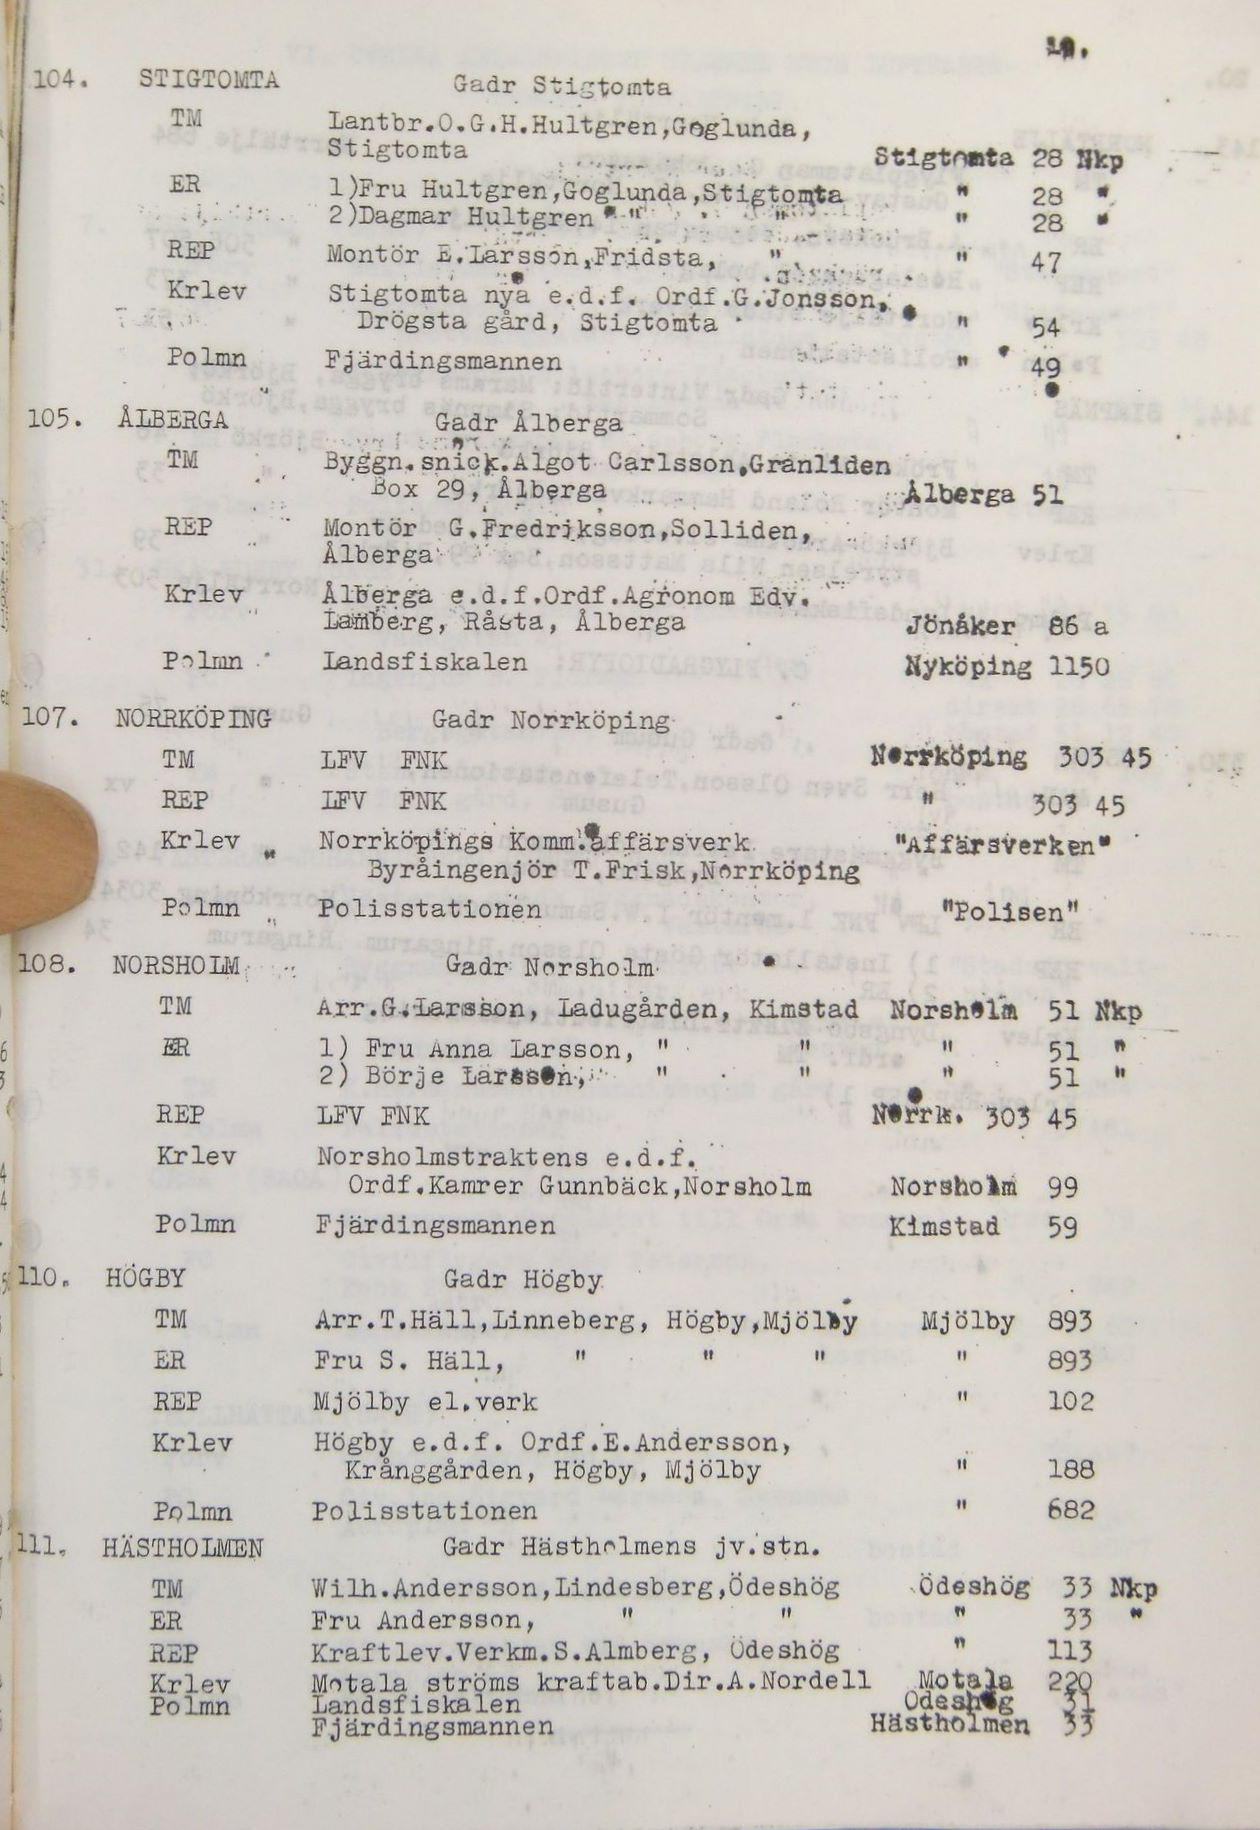 104. STIGTOMTA Gadr Stigtomta
TM Lantbr.O.G.H.Hultgren,Goglunda,
Stigtomta Stigtomta 28 Nkp
ER 1)Fru Hultgren,Goglunda,Stigtomta " 28 "
2)Dagmar Hultgren " " " " 28 "
REP Montör E.Larsson,Fridsta, " " 47
Krlev Stigtomta nya e.d.f. Ordf.G.Jonsson,
Drögsta gård, Stigtomta " 54
Polmn Fjärdingsmannen " 49
105. ÅLBERGA Gadr Ålberga
TM Byggn.snick.Algot Carlsson,Granliden
Box 29, Ålberga Ålberga 51
REP Montör G.Fredriksson,Solliden,
Ålberga
Krlev Ålberga e.d.f.Ordf.Agronom Edv.
Lamberg, Råsta, Ålberga Jönåker 86 a
Polmn Landsfiskalen Nyköping 1150
107. NORRKÖPING Gadr Norrköping
TM LFV FNK Norrköping 303 45
REP LFV FNK " 303 45
Krlev Norrköpings Komm.affärsverk "Affärsverken"
Byråingenjör T.Frisk,Norrköping
Polmn Polisstationen "Polisen"
108. NORSHOLM Gadr Norsholm
TM Arr.G.Larsson, Ladugården, Kimstad Norsholm 51 Nkp
ER 1) Fru Anna Larsson, " " " 51 "
2) Börje Larsson, " " " 51 "
REP LFV FNK Norrk. 303 45
Krlev Norsholmstraktens e.d.f.
Ordf.Kamrer Gunnbäck,Norsholm Norsholm 99
Polmn Fjärdingsmannen Kimstad 59
110. HÖGBY Gadr Högby
TM Arr.T.Häll,Linneberg, Högby,Mjölby Mjölby 893
ER Fru S. Häll, " " " " 893
REP Mjölby el.verk " 102
Krlev Högby e.d.f. Ordf.E.Andersson,
Krånggården, Högby, Mjölby " 188
Polmn Polisstationen " 682
111. HÄSTHOLMEN Gadr Hästholmens jv.stn.
TM Wilh.Andersson,Lindesberg,Ödeshög Ödeshög 33 Nkp
ER Fru Andersson, " " " 33 "
REP Kraftlev.Verkm.S.Almberg, Ödeshög " 113
Krlev Motala ströms kraftab.Dir.A.Nordell Motala 220
Polmn Landsfiskalen Ödeshög 31
Fjärdingsmannen Hästholmen 33